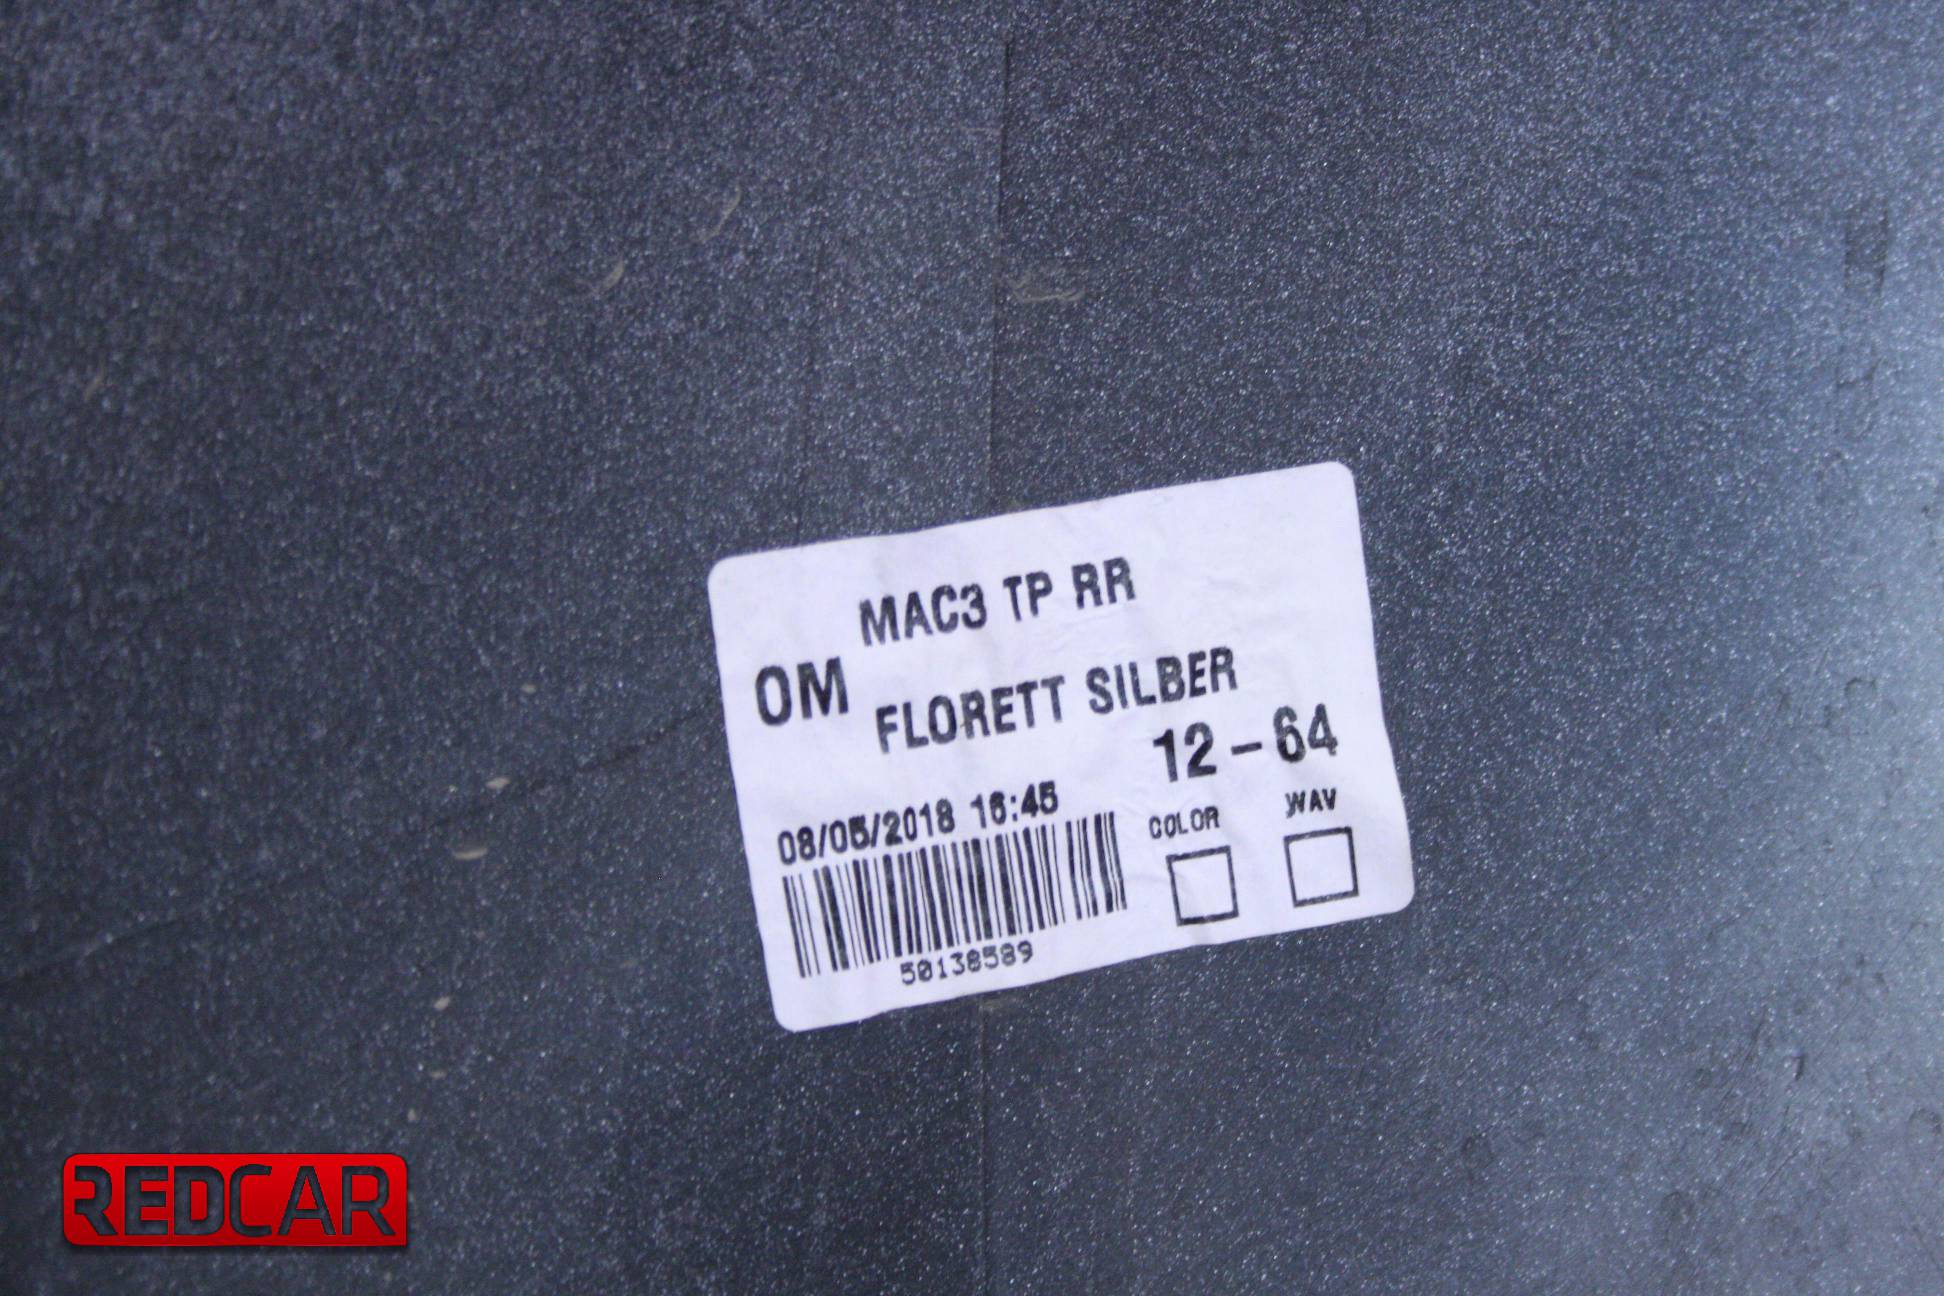 MAC3 TP RR
OM
FLORETT SILBER
12-64
08/05/2018 16:45
COLOR
WAV
50138589
REDCAR